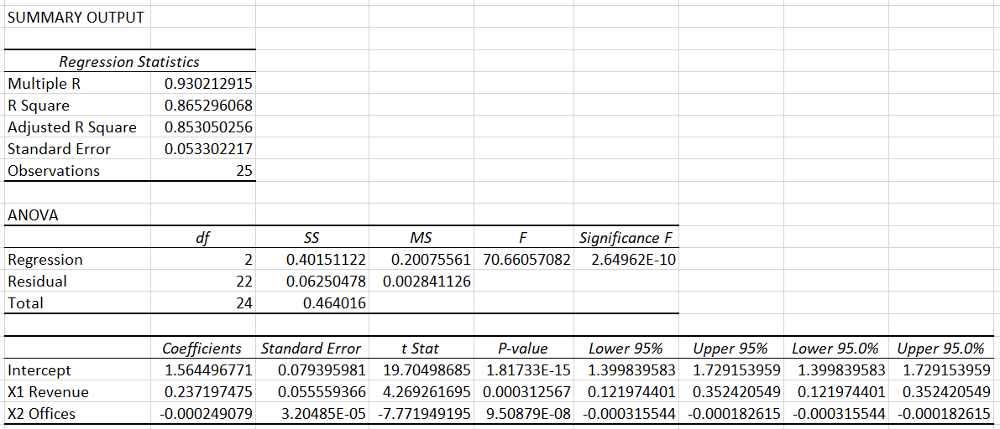 SUMMARY OUTPUT
Regression Statistics
Multiple R 0.930212915
R Square 0.865296068
Adjusted R Square 0.853050256
Standard Error 0.053302217
Observations 25
ANOVA
df SS MS F Significance F
Regression 2 0.40151122 0.20075561 70.66057082 2.64962E-10
Residual 22 0.06250478 0.002841126
Total 24 0.464016
Coefficients Standard Error t Stat P-value Lower 95% Upper 95% Lower 95.0% Upper 95.0%
Intercept 1.564496771 0.079395981 19.70498685 1.81733E-15 1.399839583 1.729153959 1.399839583 1.729153959
X1 Revenue 0.237197475 0.055559366 4.269261695 0.000312567 0.121974401 0.352420549 0.121974401 0.352420549
X2 Offices -0.000249079 3.20485E-05 -7.771949195 9.50879E-08 -0.000315544 -0.000182615 -0.000315544 -0.000182615